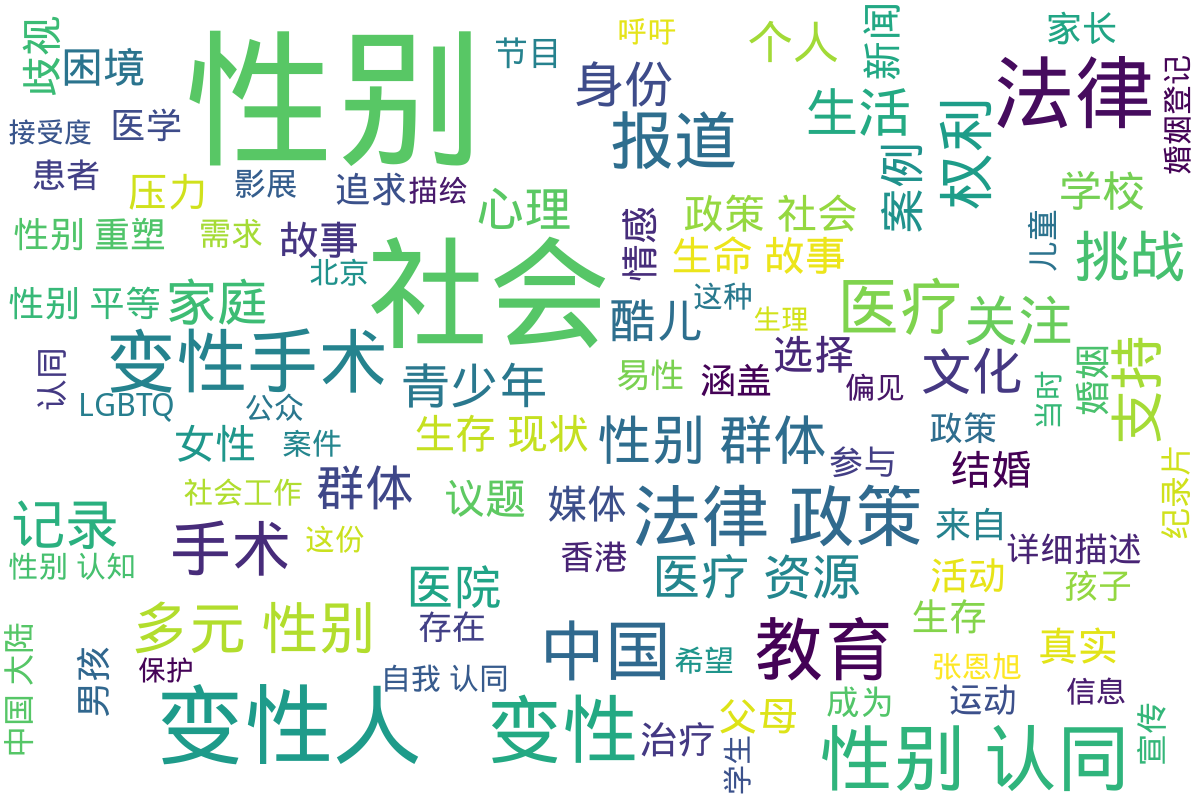 歧视
困境
性别
节目
呼吁
身份
个人
新闻
家长
法律
婚姻登记
接受度
医学
报道
生活
案例
权利
患者
压力
影展
追求
描绘
心理
情感
政策 社会
学校
儿童
性别 重塑
需求
故事
北京
社会
生命 故事
挑战
性别 平等
家庭
酷儿
这种
生理
医疗
关注
认同
变性手术
青少年
易性
涵盖
选择
偏见
文化
当时
婚姻
支持
LGBTQ
公众
女性
案件
生存 现状
性别 群体
参与
政策
结婚
纪录片
社会工作
群体
议题
媒体
法律 政策
来自
记录
手术
这份
香港
详细描述
性别 认知
医院
医疗 资源
活动
孩子
多元 性别
存在
中国
教育
生存
真实
中国 大陆
男孩
保护
自我 认同
希望
张恩旭
信息
变性人
变性
治疗
父母
成为
运动
学生
性别 认同
宣传